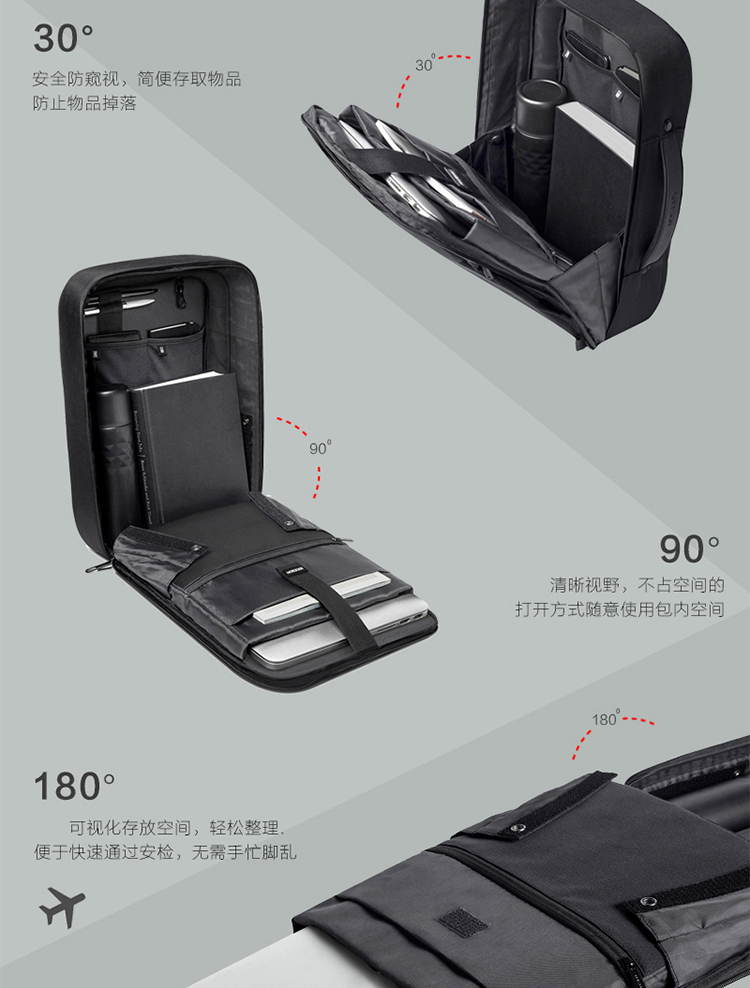 30°
安全防窥视，简便存取物品
防止物品掉落
30⁰
90⁰
90°
清晰视野，不占空间的
打开方式随意使用包内空间
180⁰
180°
可视化存放空间，轻松整理.
便于快速通过安检，无需手忙脚乱